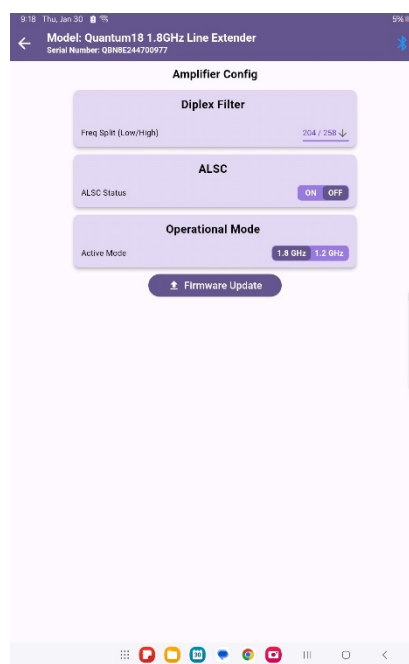 9:18 Thu, Jan 30 5%
Model: Quantum18 1.8GHz Line Extender
Serial Number: QBN8E244700977
Amplifier Config
Diplex Filter
Freq Split (Low/High) 204 / 258
ALSC
ALSC Status ON OFF
Operational Mode
Active Mode 1.8 GHz 1.2 GHz
Firmware Update
30